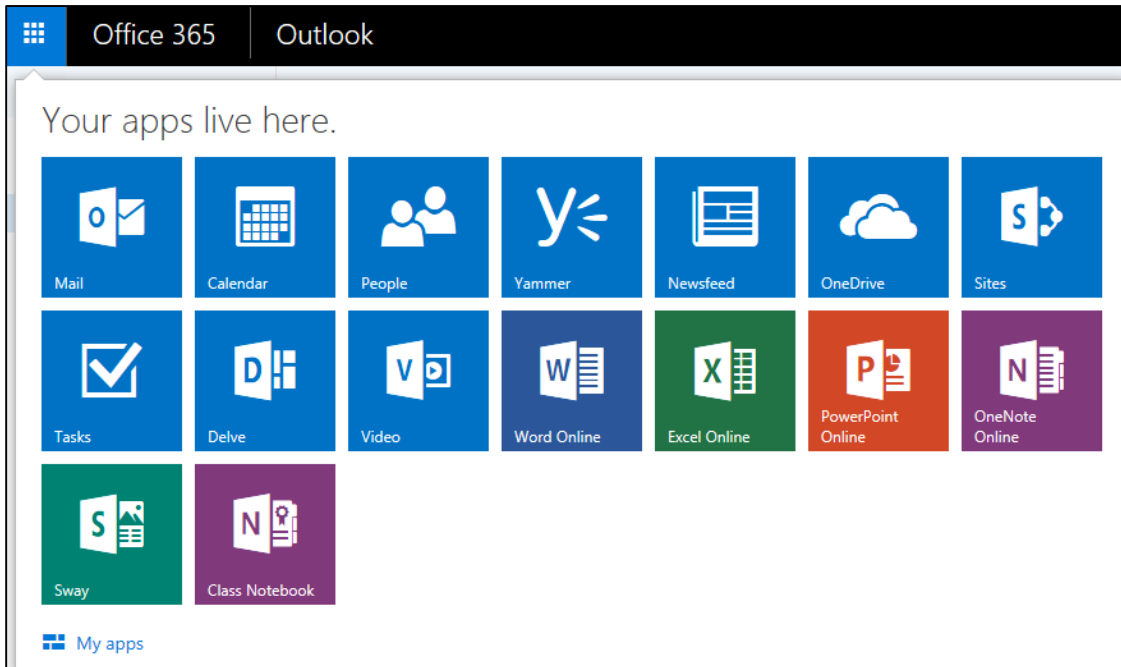 Office 365 Outlook
Your apps live here.
Mail Calendar People Yammer Newsfeed OneDrive Sites
Tasks Delve Video Word Online Excel Online PowerPoint Online OneNote Online
Sway Class Notebook
My apps